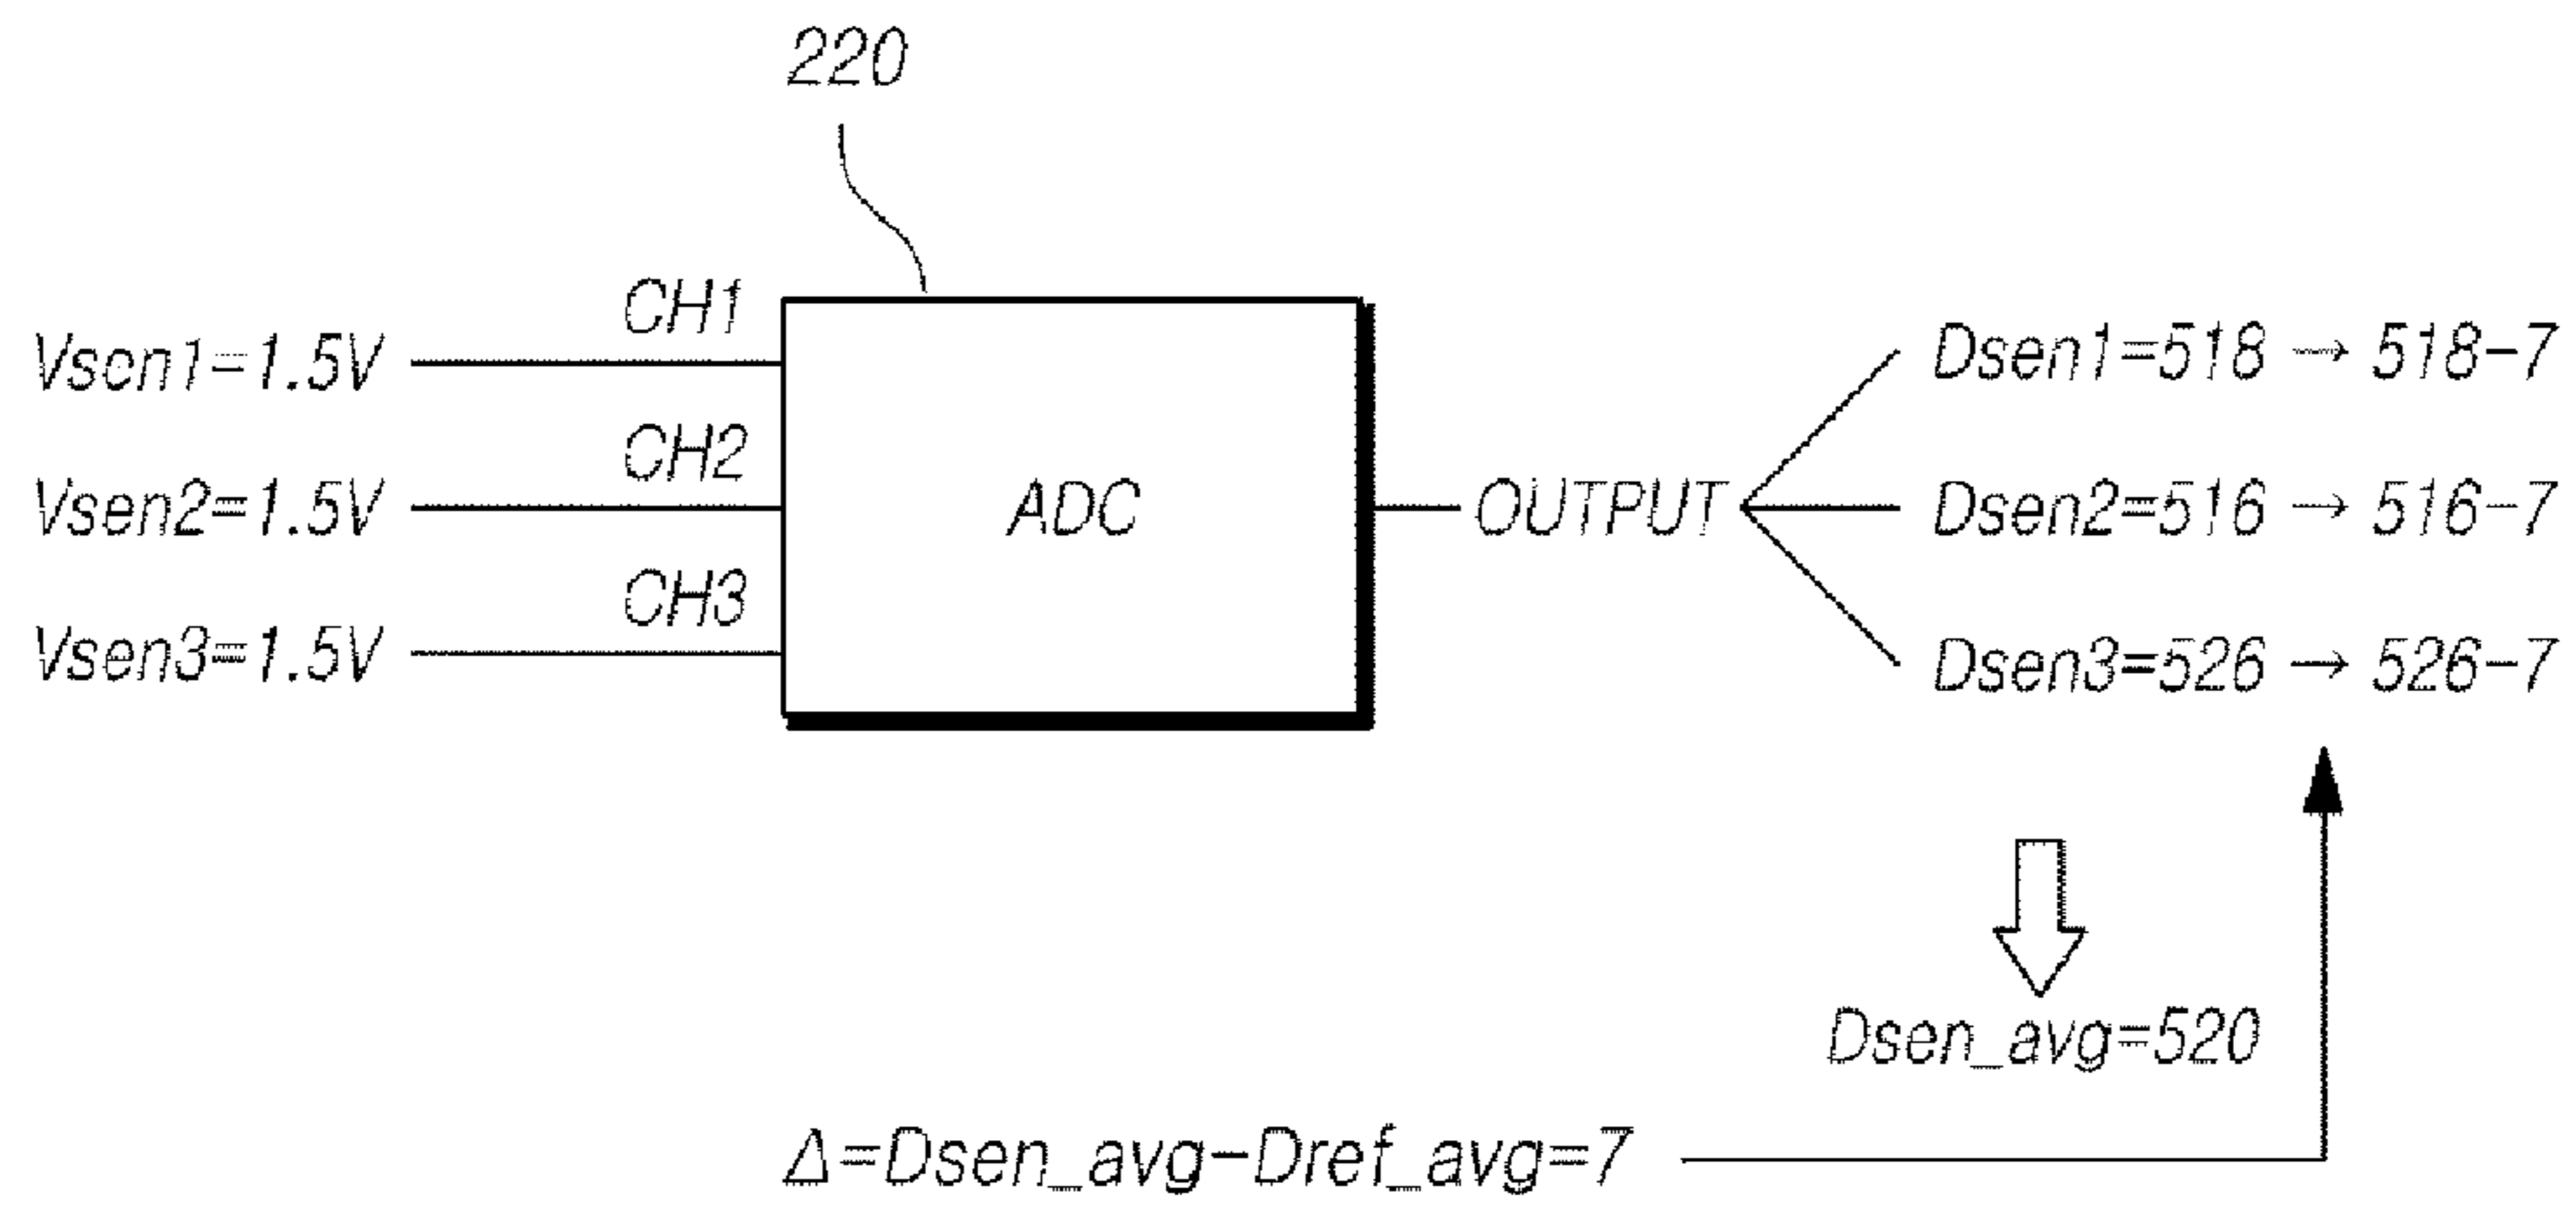 220
CH1
Vsen1=1.5V
CH2
Vsen2=1.5V
CH3
Vsen3=1.5V
ADC
OUTPUT
Dsen1=518 → 518-7
Dsen2=516 → 516-7
Dsen3=526 → 526-7
Dsen_avg=520
Δ=Dsen_avg-Dref_avg=7